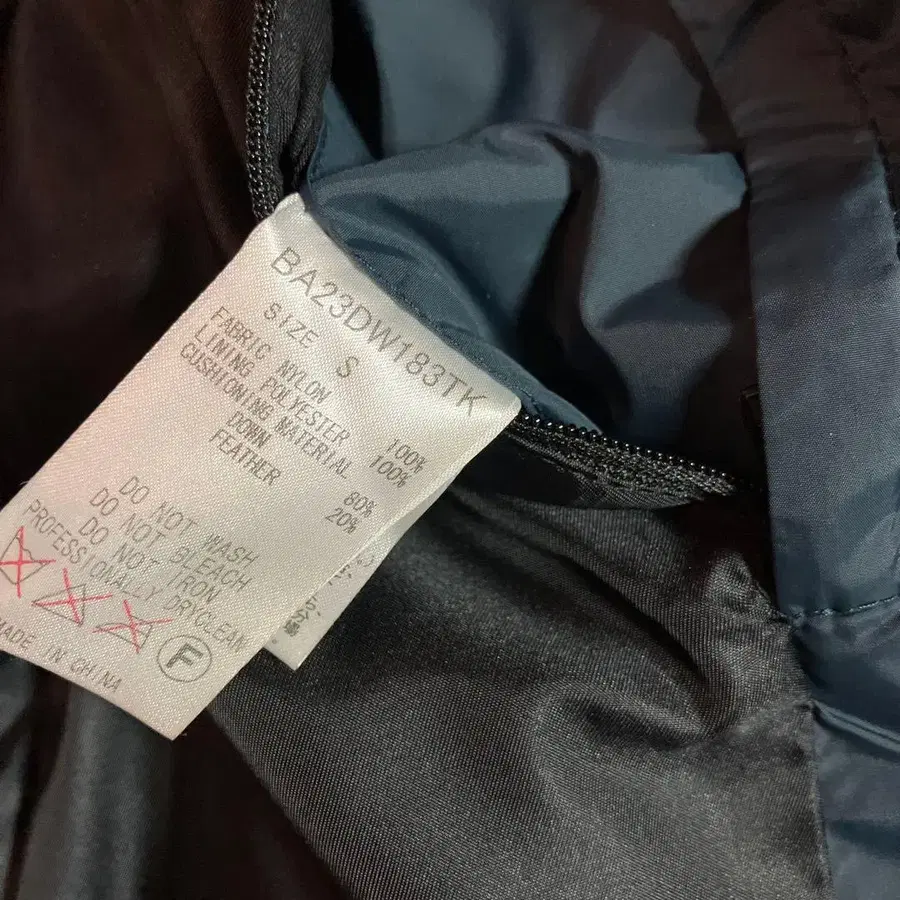 BA23DW183TK
SIZE S
FABRIC NYLON 100%
LINING POLYESTER 100%
CUSHIONING MATERIAL
DOWN 80%
FEATHER 20%
DO NOT WASH
DO NOT BLEACH
DO NOT IRON
PROFESSIONALLY DRYCLEAN
F
MADE IN CHINA